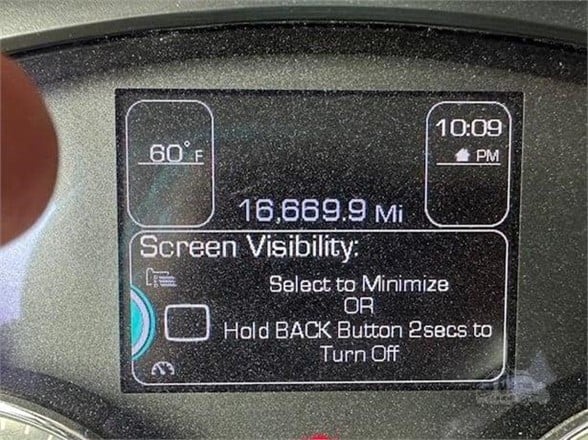 60°F
10:09
PM
16,669.9 Mi
Screen Visibility:
Select to Minimize
OR
Hold BACK Button 2secs to
Turn Off